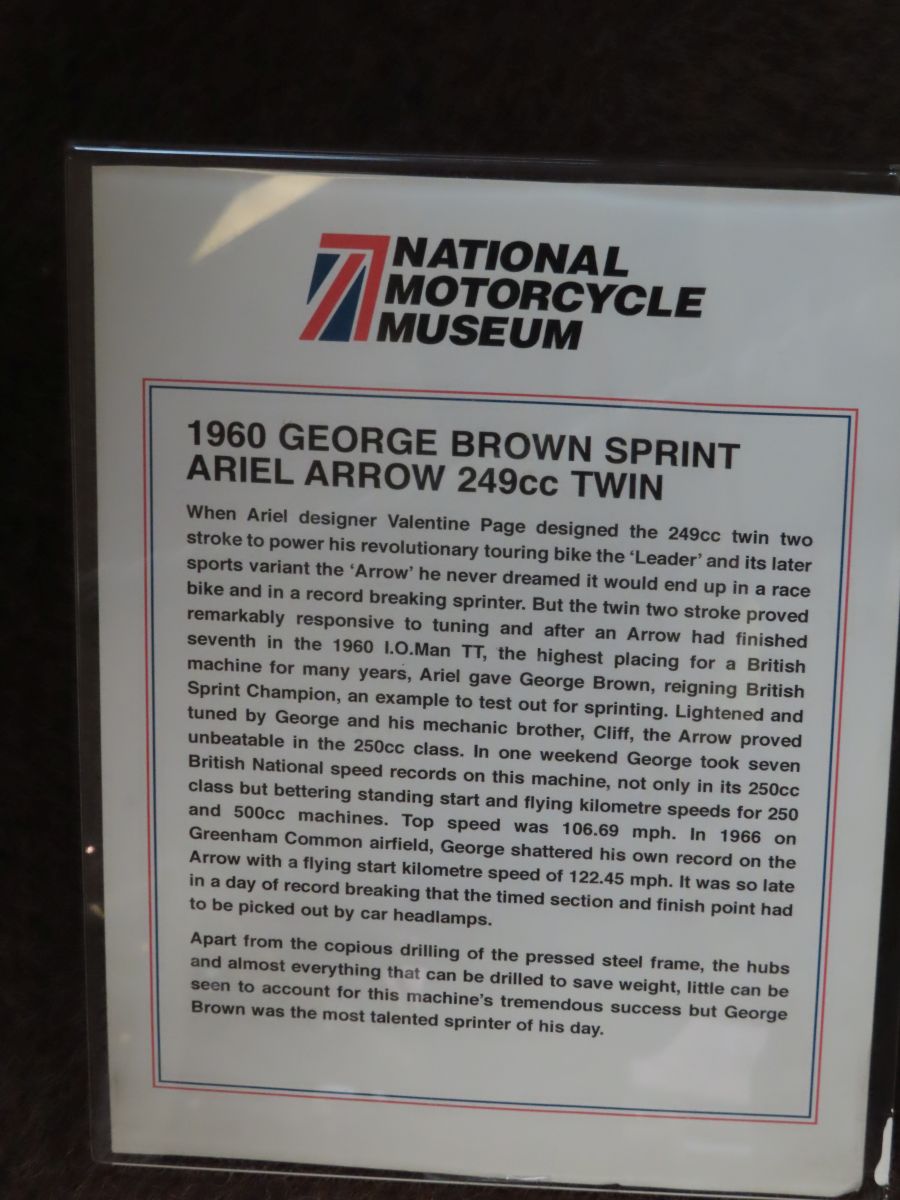 NATIONAL
MOTORCYCLE
MUSEUM
1960 GEORGE BROWN SPRINT
ARIEL ARROW 249cc TWIN
When Ariel designer Valentine Page designed the 249cc twin two
stroke to power his revolutionary touring bike the ‘Leader’ and its later
sports variant the ‘Arrow’ he never dreamed it would end up in a race
bike and in a record breaking sprinter. But the twin two stroke proved
remarkably responsive to tuning and after an Arrow had finished
seventh in the 1960 I.O.Man TT, the highest placing for a British
machine for many years, Ariel gave George Brown, reigning British
Sprint Champion, an example to test out for sprinting. Lightened and
tuned by George and his mechanic brother, Cliff, the Arrow proved
unbeatable in the 250cc class. In one weekend George took seven
British National speed records on this machine, not only in its 250cc
class but bettering standing start and flying kilometre speeds for 250
and 500cc machines. Top speed was 106.69 mph. In 1966 on
Greenham Common airfield, George shattered his own record on the
Arrow with a flying start kilometre speed of 122.45 mph. It was so late
in a day of record breaking that the timed section and finish point had
to be picked out by car headlamps.
Apart from the copious drilling of the pressed steel frame, the hubs
and almost everything that can be drilled to save weight, little can be
seen to account for this machine’s tremendous success but George
Brown was the most talented sprinter of his day.